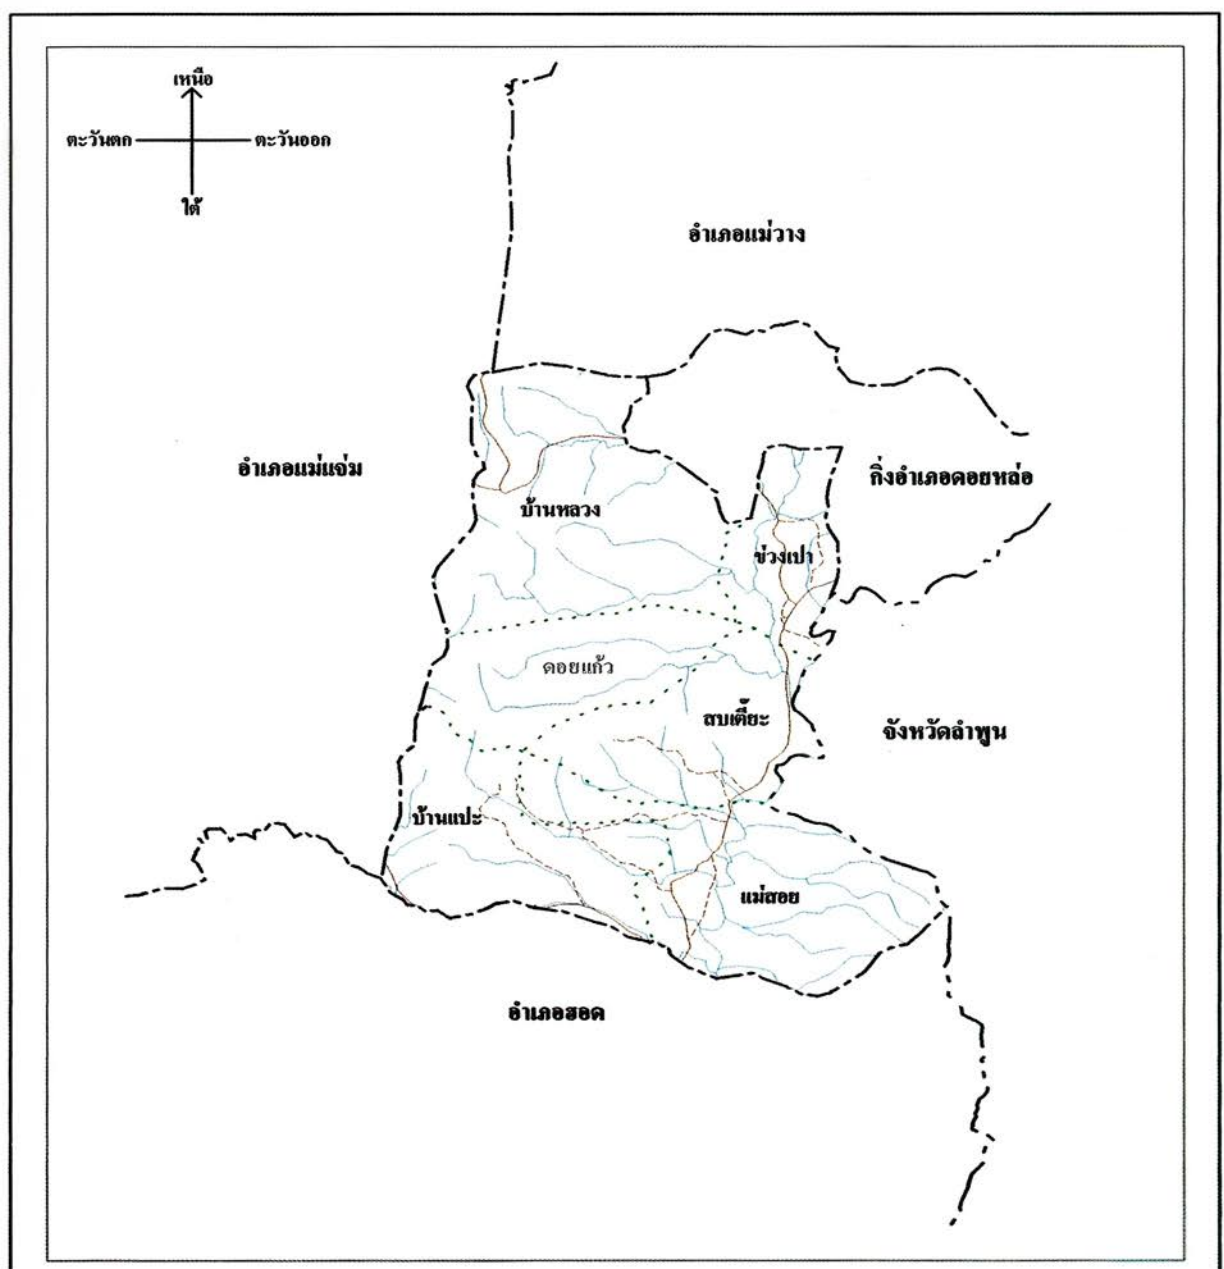 เหนือ
ตะวันตก
ตะวันออก
ใต้
อำเภอแม่วาง
อำเภอแม่แจ่ม
กิ่งอำเภอดอยหล่อ
บ้านหลวง
ข่วงเปา
ดอยแก้ว
สบเตี๊ยะ
จังหวัดลำพูน
บ้านแปะ
แม่สอย
อำเภอฮอด